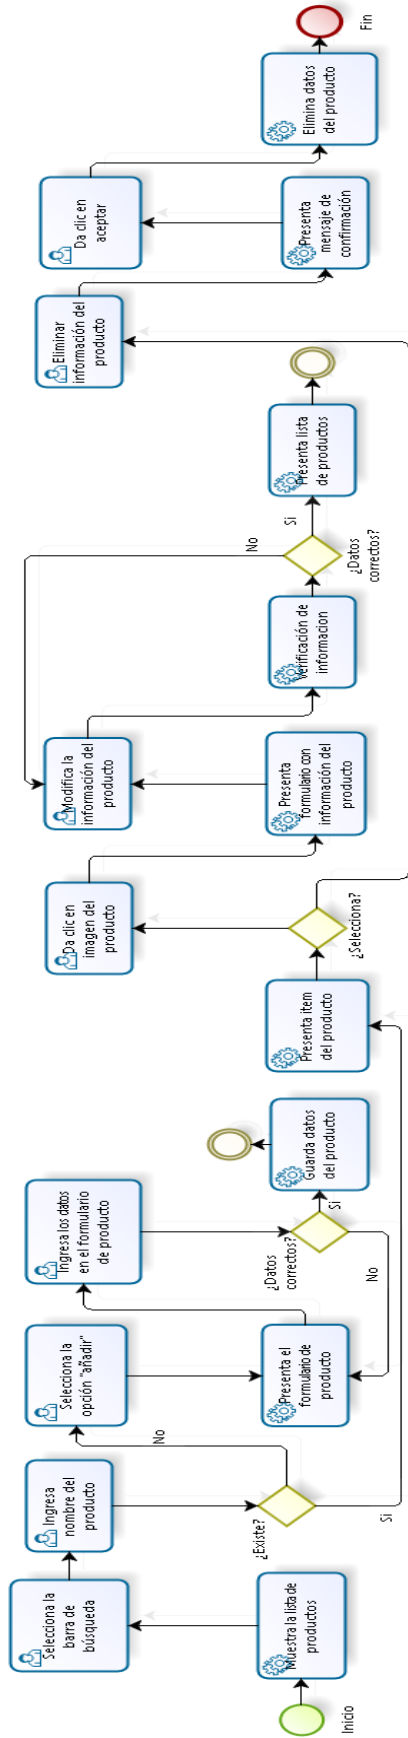 Inicio
Muestra la lista de
productos
Selecciona la
barra de
búsqueda
Ingresa
nombre del
producto
¿Existe?
No
Si
Selecciona la
opción "añadir"
Presenta el
formulario de
producto
Ingresa los datos
en el formulario
de producto
¿Datos
correctos?
No
Si
Guarda datos
del producto
Presenta item
del producto
¿Selecciona?
Da clic en
imagen del
producto
Presenta
formulario con
información del
producto
Modifica la
información del
producto
Verificación de
informacion
¿Datos
correctos?
No
Si
Presenta lista
de productos
Eliminar
información del
producto
Presenta
mensaje de
confirmación
Da clic en
aceptar
Elimina datos
del producto
Fin